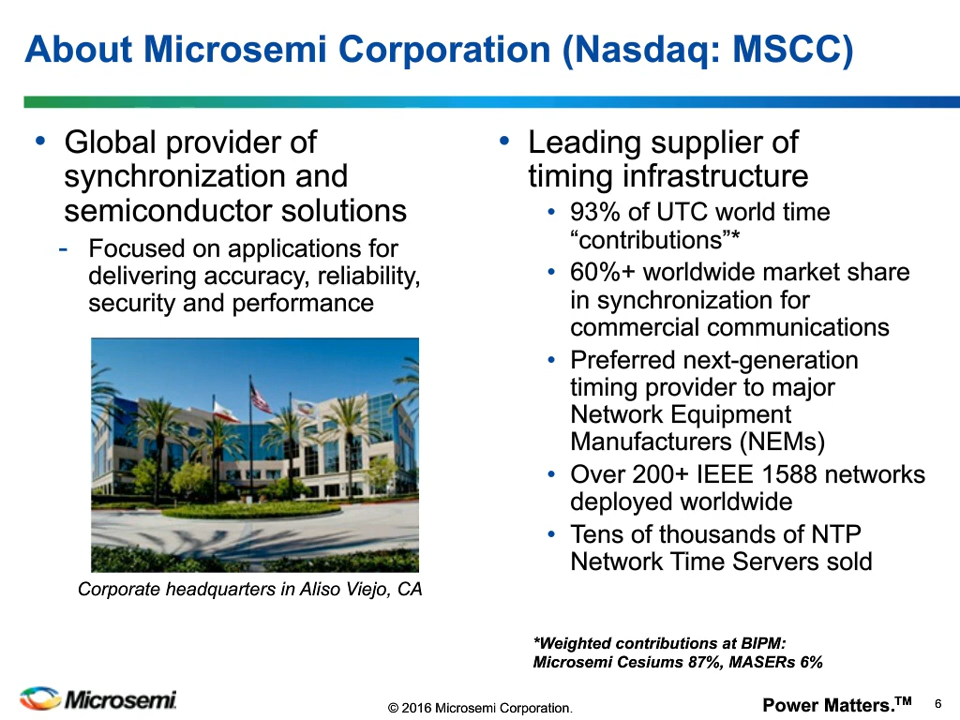 About Microsemi Corporation (Nasdaq: MSCC)
• Global provider of
synchronization and
semiconductor solutions
- Focused on applications for
delivering accuracy, reliability,
security and performance
Corporate headquarters in Aliso Viejo, CA
• Leading supplier of
timing infrastructure
• 93% of UTC world time
“contributions”*
• 60%+ worldwide market share
in synchronization for
commercial communications
• Preferred next-generation
timing provider to major
Network Equipment
Manufacturers (NEMs)
• Over 200+ IEEE 1588 networks
deployed worldwide
• Tens of thousands of NTP
Network Time Servers sold
*Weighted contributions at BIPM:
Microsemi Cesiums 87%, MASERs 6%
Microsemi.
© 2016 Microsemi Corporation.
Power Matters.™
6